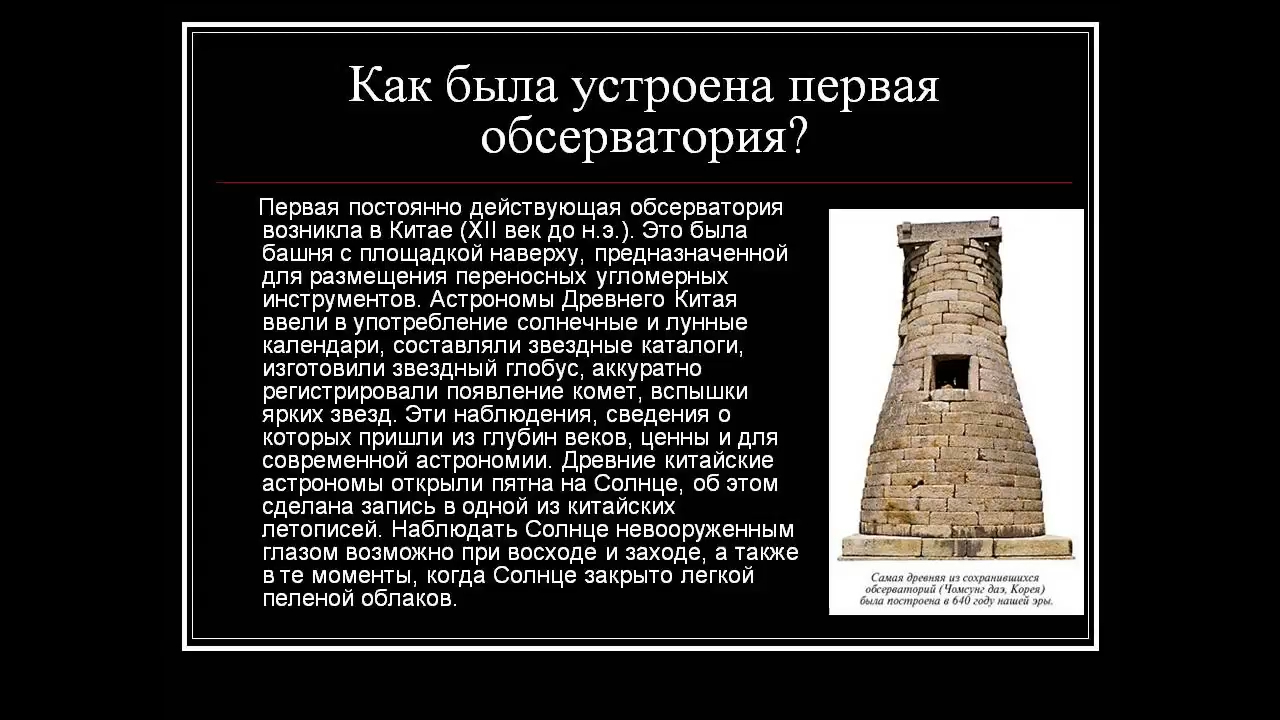 Как была устроена первая
обсерватория?
Первая постоянно действующая обсерватория
возникла в Китае (XII век до н.э.). Это была
башня с площадкой наверху, предназначенной
для размещения переносных угломерных
инструментов. Астрономы Древнего Китая
ввели в употребление солнечные и лунные
календари, составляли звездные каталоги,
изготовили звездный глобус, аккуратно
регистрировали появление комет, вспышки
ярких звезд. Эти наблюдения, сведения о
которых пришли из глубин веков, ценны и для
современной астрономии. Древние китайские
астрономы открыли пятна на Солнце, об этом
сделана запись в одной из китайских
летописей. Наблюдать Солнце невооруженным
глазом возможно при восходе и заходе, а также
в те моменты, когда Солнце закрыто легкой
пеленой облаков.
Самая древняя из сохранившихся
обсерваторий (Чомсунг даэ, Корея)
была построена в 640 году нашей эры.